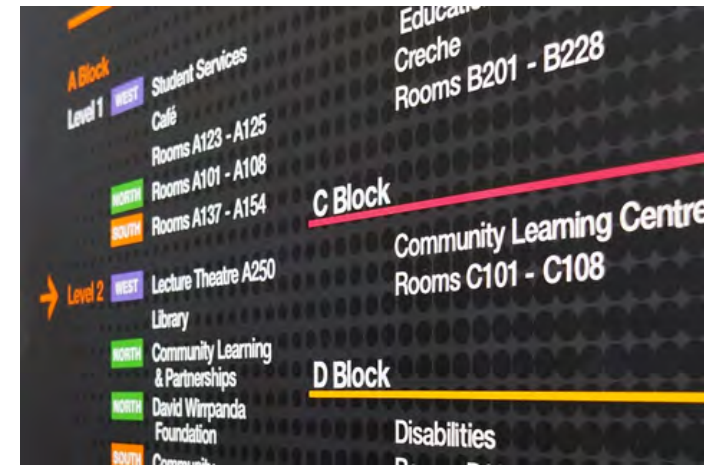 A Block
Level 1 WEST Student Services
Café
Rooms A123 - A125
NORTH Rooms A101 - A108
SOUTH Rooms A137 - A154
Level 2 WEST Lecture Theatre A250
Library
NORTH Community Learning
& Partnerships
NORTH David Wirrpanda
Foundation
SOUTH Community
Creche
Rooms B201 - B228
C Block
Community Learning Centre
Rooms C101 - C108
D Block
Disabilities